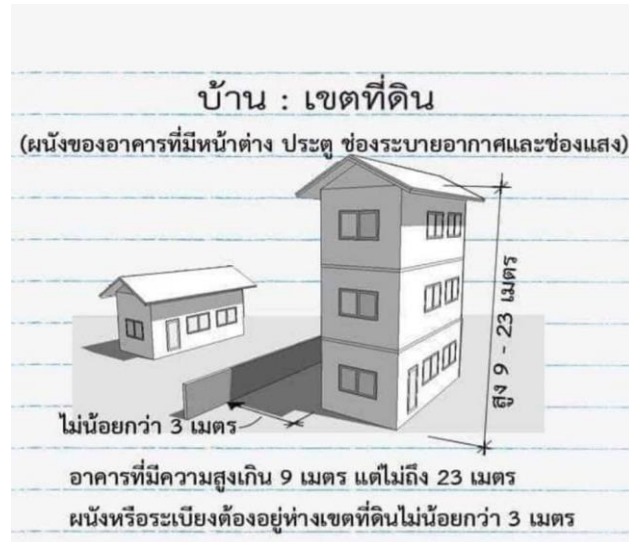 บ้าน : เขตที่ดิน
(ผนังของอาคารที่มีหน้าต่าง ประตู ช่องระบายอากาศและช่องแสง)
สูง 9 - 23 เมตร
ไม่น้อยกว่า 3 เมตร
อาคารที่มีความสูงเกิน 9 เมตร แต่ไม่ถึง 23 เมตร
ผนังหรือระเบียงต้องอยู่ห่างเขตที่ดินไม่น้อยกว่า 3 เมตร